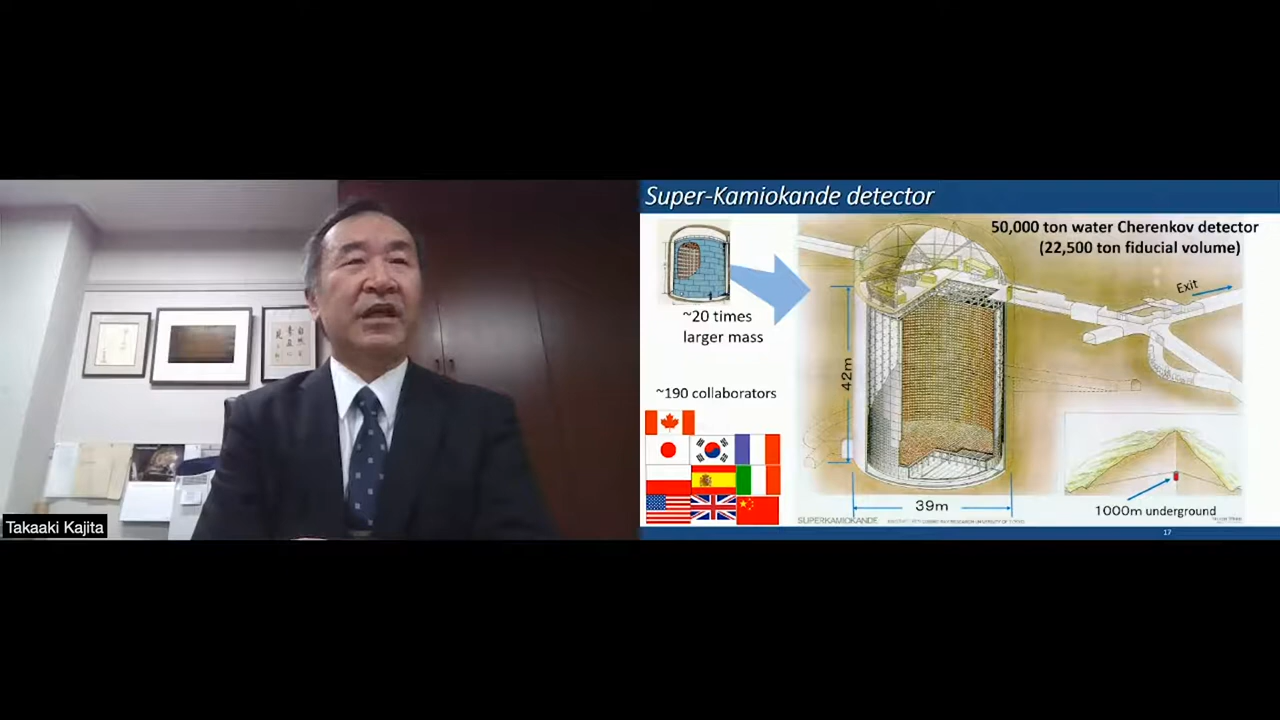 Super-Kamiokande detector
50,000 ton water Cherenkov detector
(22,500 ton fiducial volume)
Exit
~20 times
larger mass
42m
~190 collaborators
39m
1000m underground
SUPERKAMIOKANDE
17
Takaaki Kajita